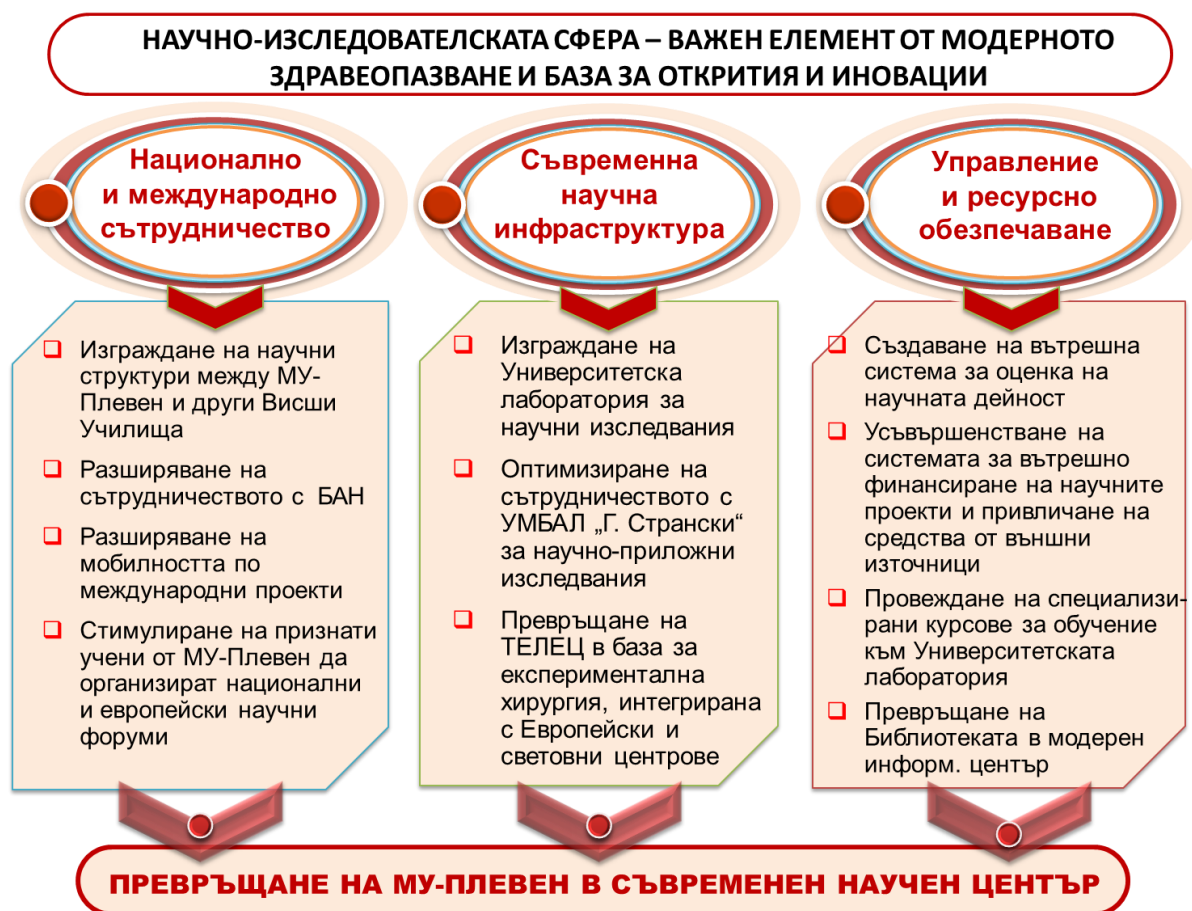 НАУЧНО-ИЗСЛЕДОВАТЕЛСКАТА СФЕРА – ВАЖЕН ЕЛЕМЕНТ ОТ МОДЕРНОТО
ЗДРАВЕОПАЗВАНЕ И БАЗА ЗА ОТКРИТИЯ И ИНОВАЦИИ
Национално
и международно
сътрудничество
❑ Изграждане на научни
структури между МУ-
Плевен и други Висши
Училища
❑ Разширяване на
сътрудничеството с БАН
❑ Разширяване на
мобилността по
международни проекти
❑ Стимулиране на признати
учени от МУ-Плевен да
организират национални
и европейски научни
форуми
Съвременна
научна
инфраструктура
❑ Изграждане на
Университетска
лаборатория за
научни изследвания
❑ Оптимизиране на
сътрудничеството с
УМБАЛ „Г. Странски“
за научно-приложни
изследвания
❑ Превръщане на
ТЕЛЕЦ в база за
експериментална
хирургия, интегрирана
с Европейски и
световни центрове
Управление
и ресурсно
обезпечаване
❑ Създаване на вътрешна
система за оценка на
научната дейност
❑ Усъвършенстване на
системата за вътрешно
финансиране на научните
проекти и привличане на
средства от външни
източници
❑ Провеждане на специализи-
рани курсове за обучение
към Университетската
лаборатория
❑ Превръщане на
Библиотеката в модерен
информ. център
ПРЕВРЪЩАНЕ НА МУ-ПЛЕВЕН В СЪВРЕМЕНЕН НАУЧЕН ЦЕНТЪР